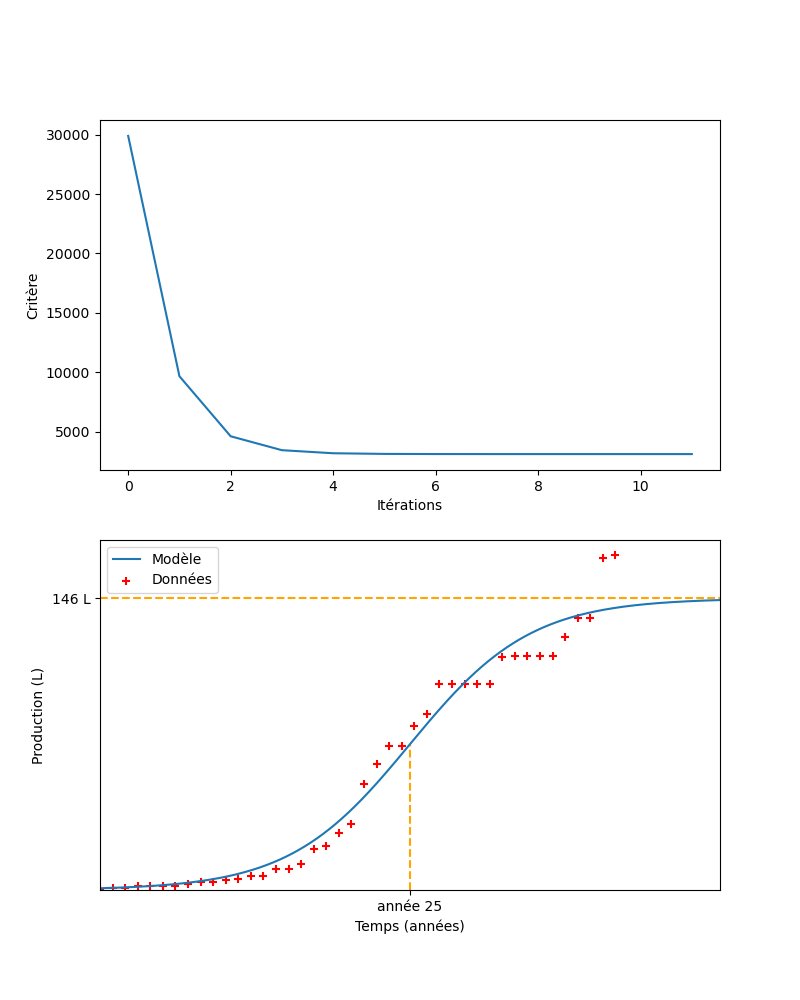 30000
25000
20000
15000
10000
5000
Critère
0 2 4 6 8 10
Itérations
Modèle
Données
146 L
Production (L)
année 25
Temps (années)